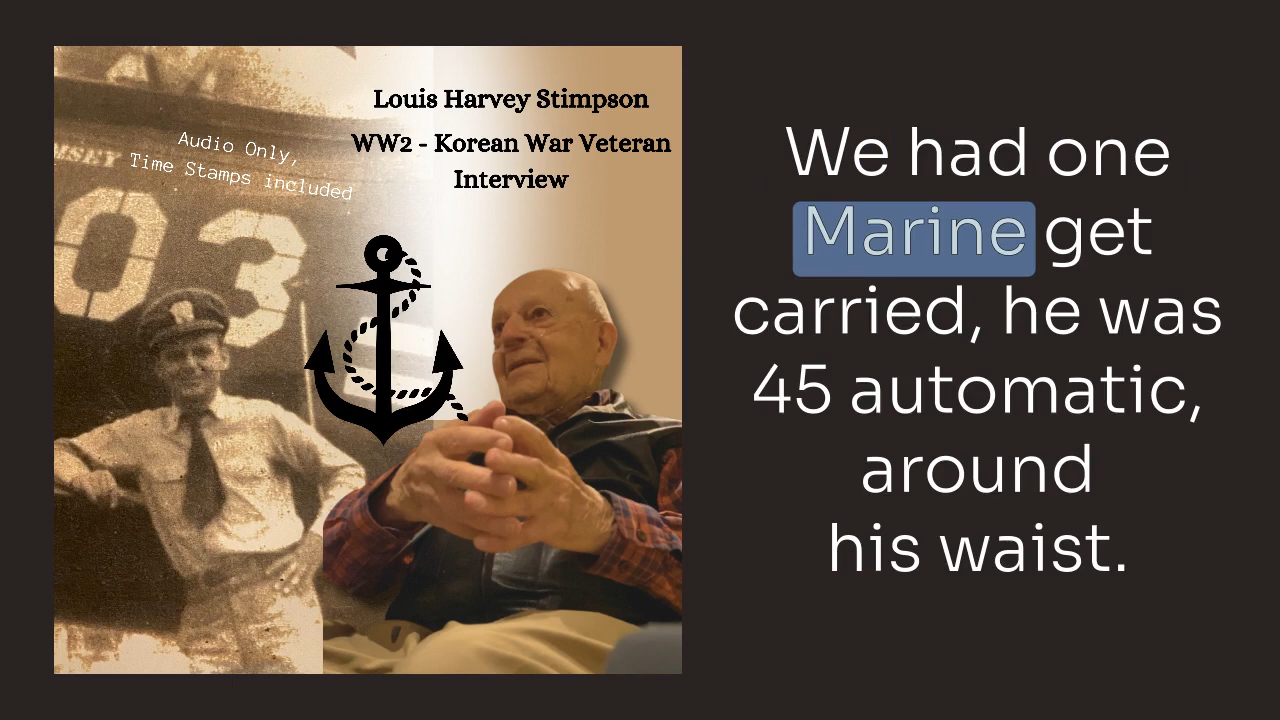 Louis Harvey Stimpson
WW2 - Korean War Veteran
Interview
Audio Only,
Time Stamps included
MSEY
03
We had one
Marine get
carried, he was
45 automatic,
around
his waist.